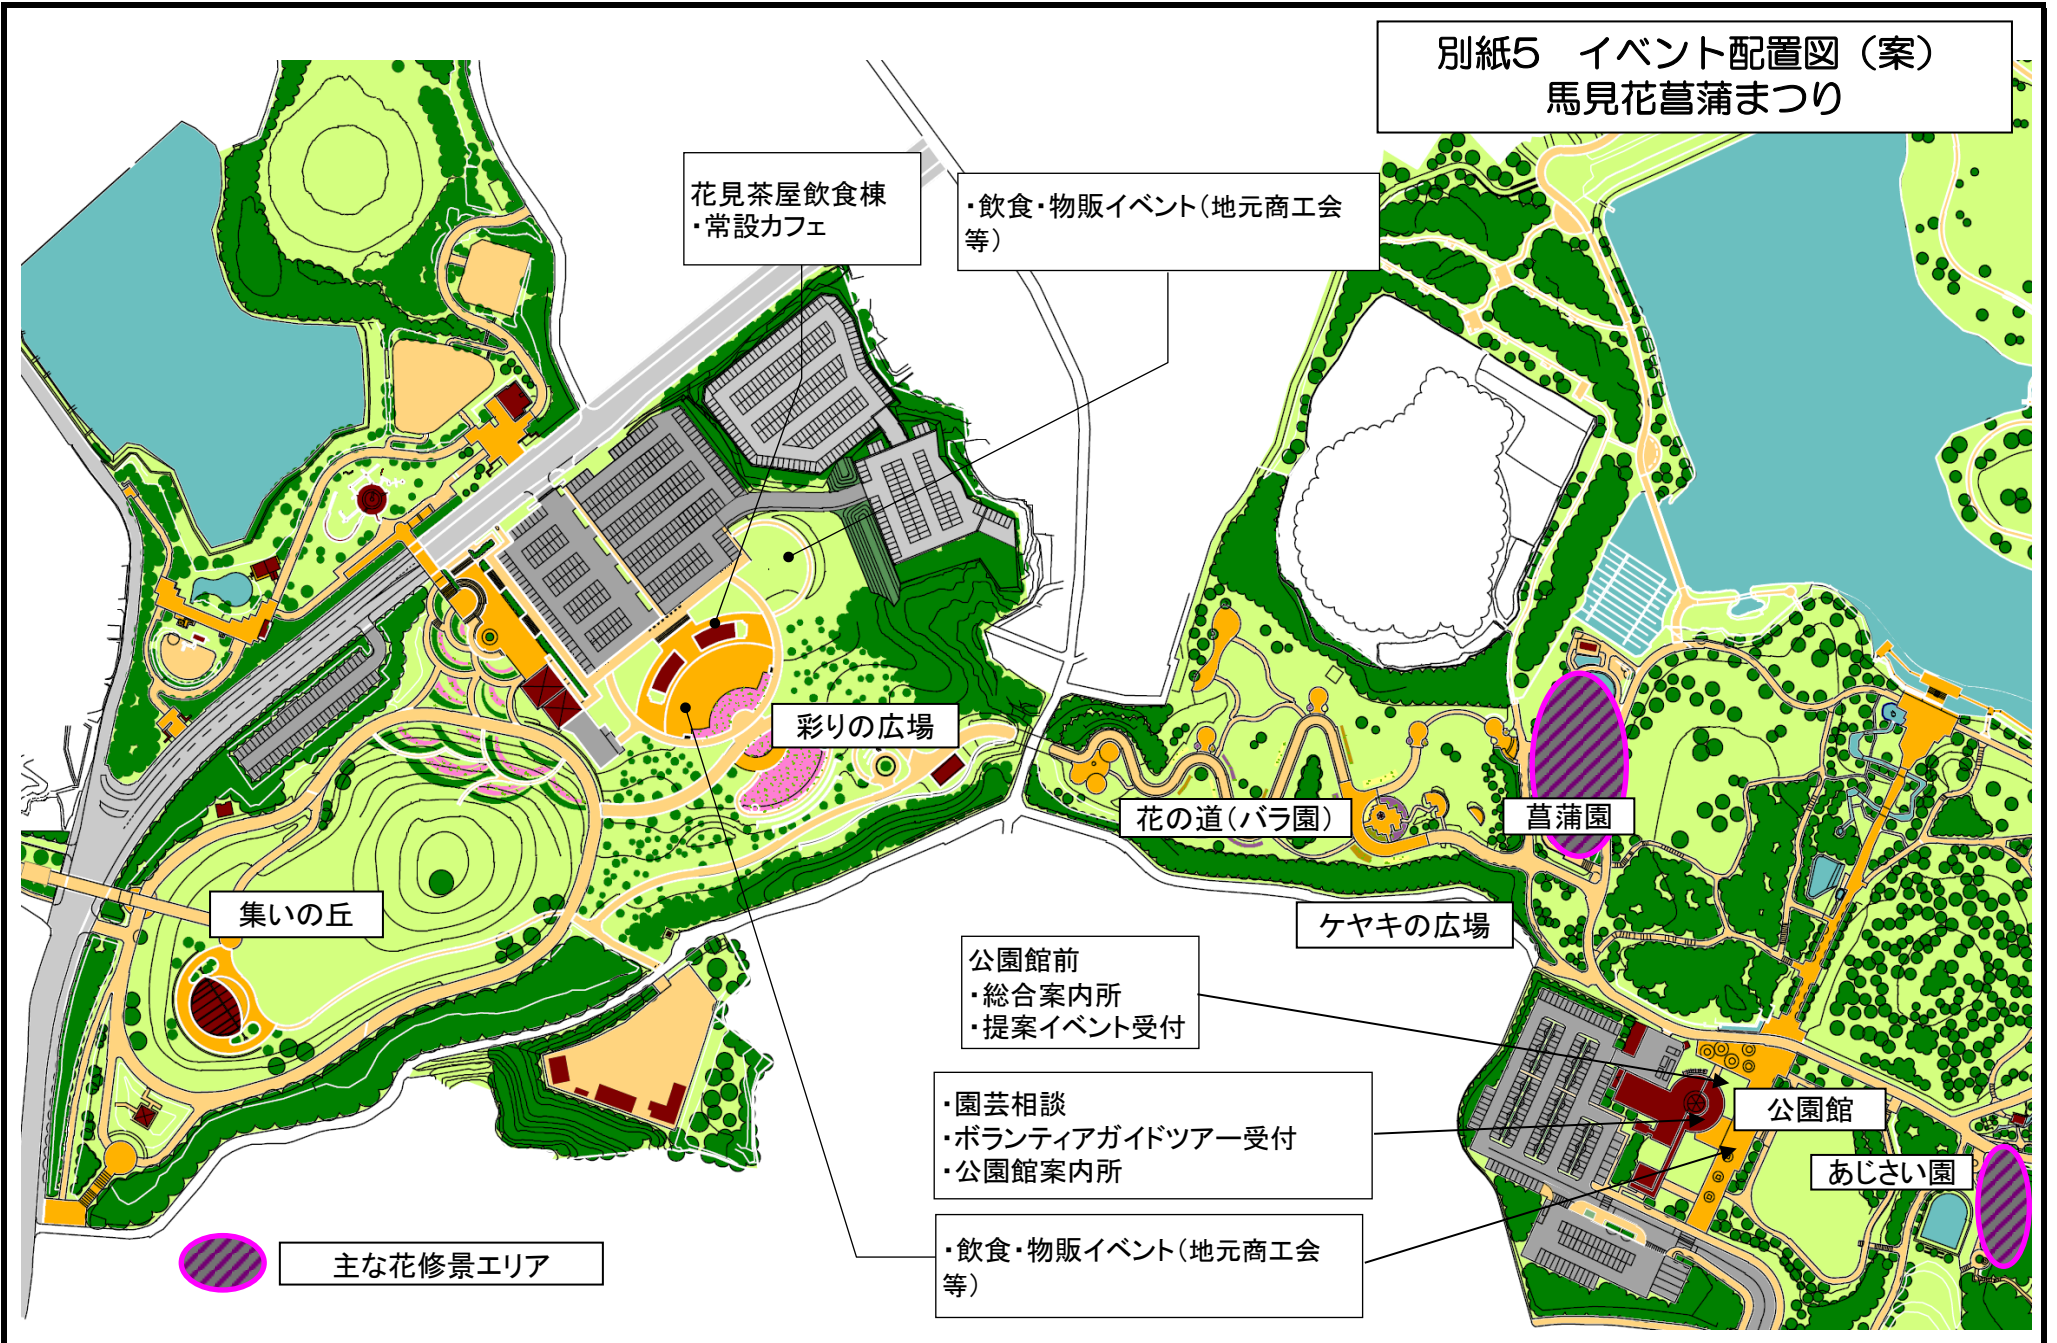 別紙5　イベント配置図（案）
馬見花菖蒲まつり
花見茶屋飲食棟
・常設カフェ
・飲食・物販イベント（地元商工会
等）
彩りの広場
花の道（バラ園）
菖蒲園
集いの丘
ケヤキの広場
公園館前
・総合案内所
・提案イベント受付
・園芸相談
・ボランティアガイドツアー受付
・公園館案内所
公園館
あじさい園
・飲食・物販イベント（地元商工会
等）
主な花修景エリア